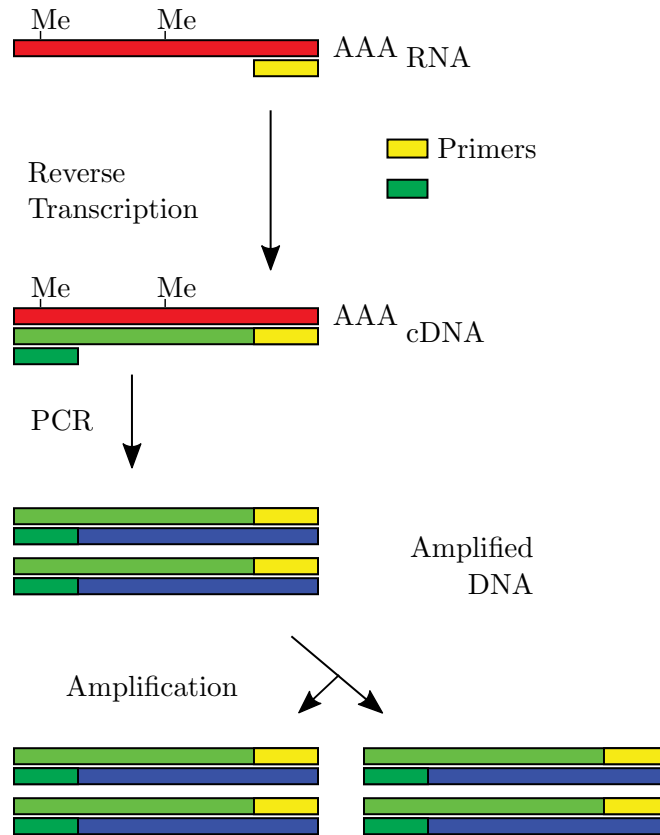 Me Me
AAA RNA
Primers
Reverse
Transcription
Me Me
AAA cDNA
PCR
Amplified
DNA
Amplification